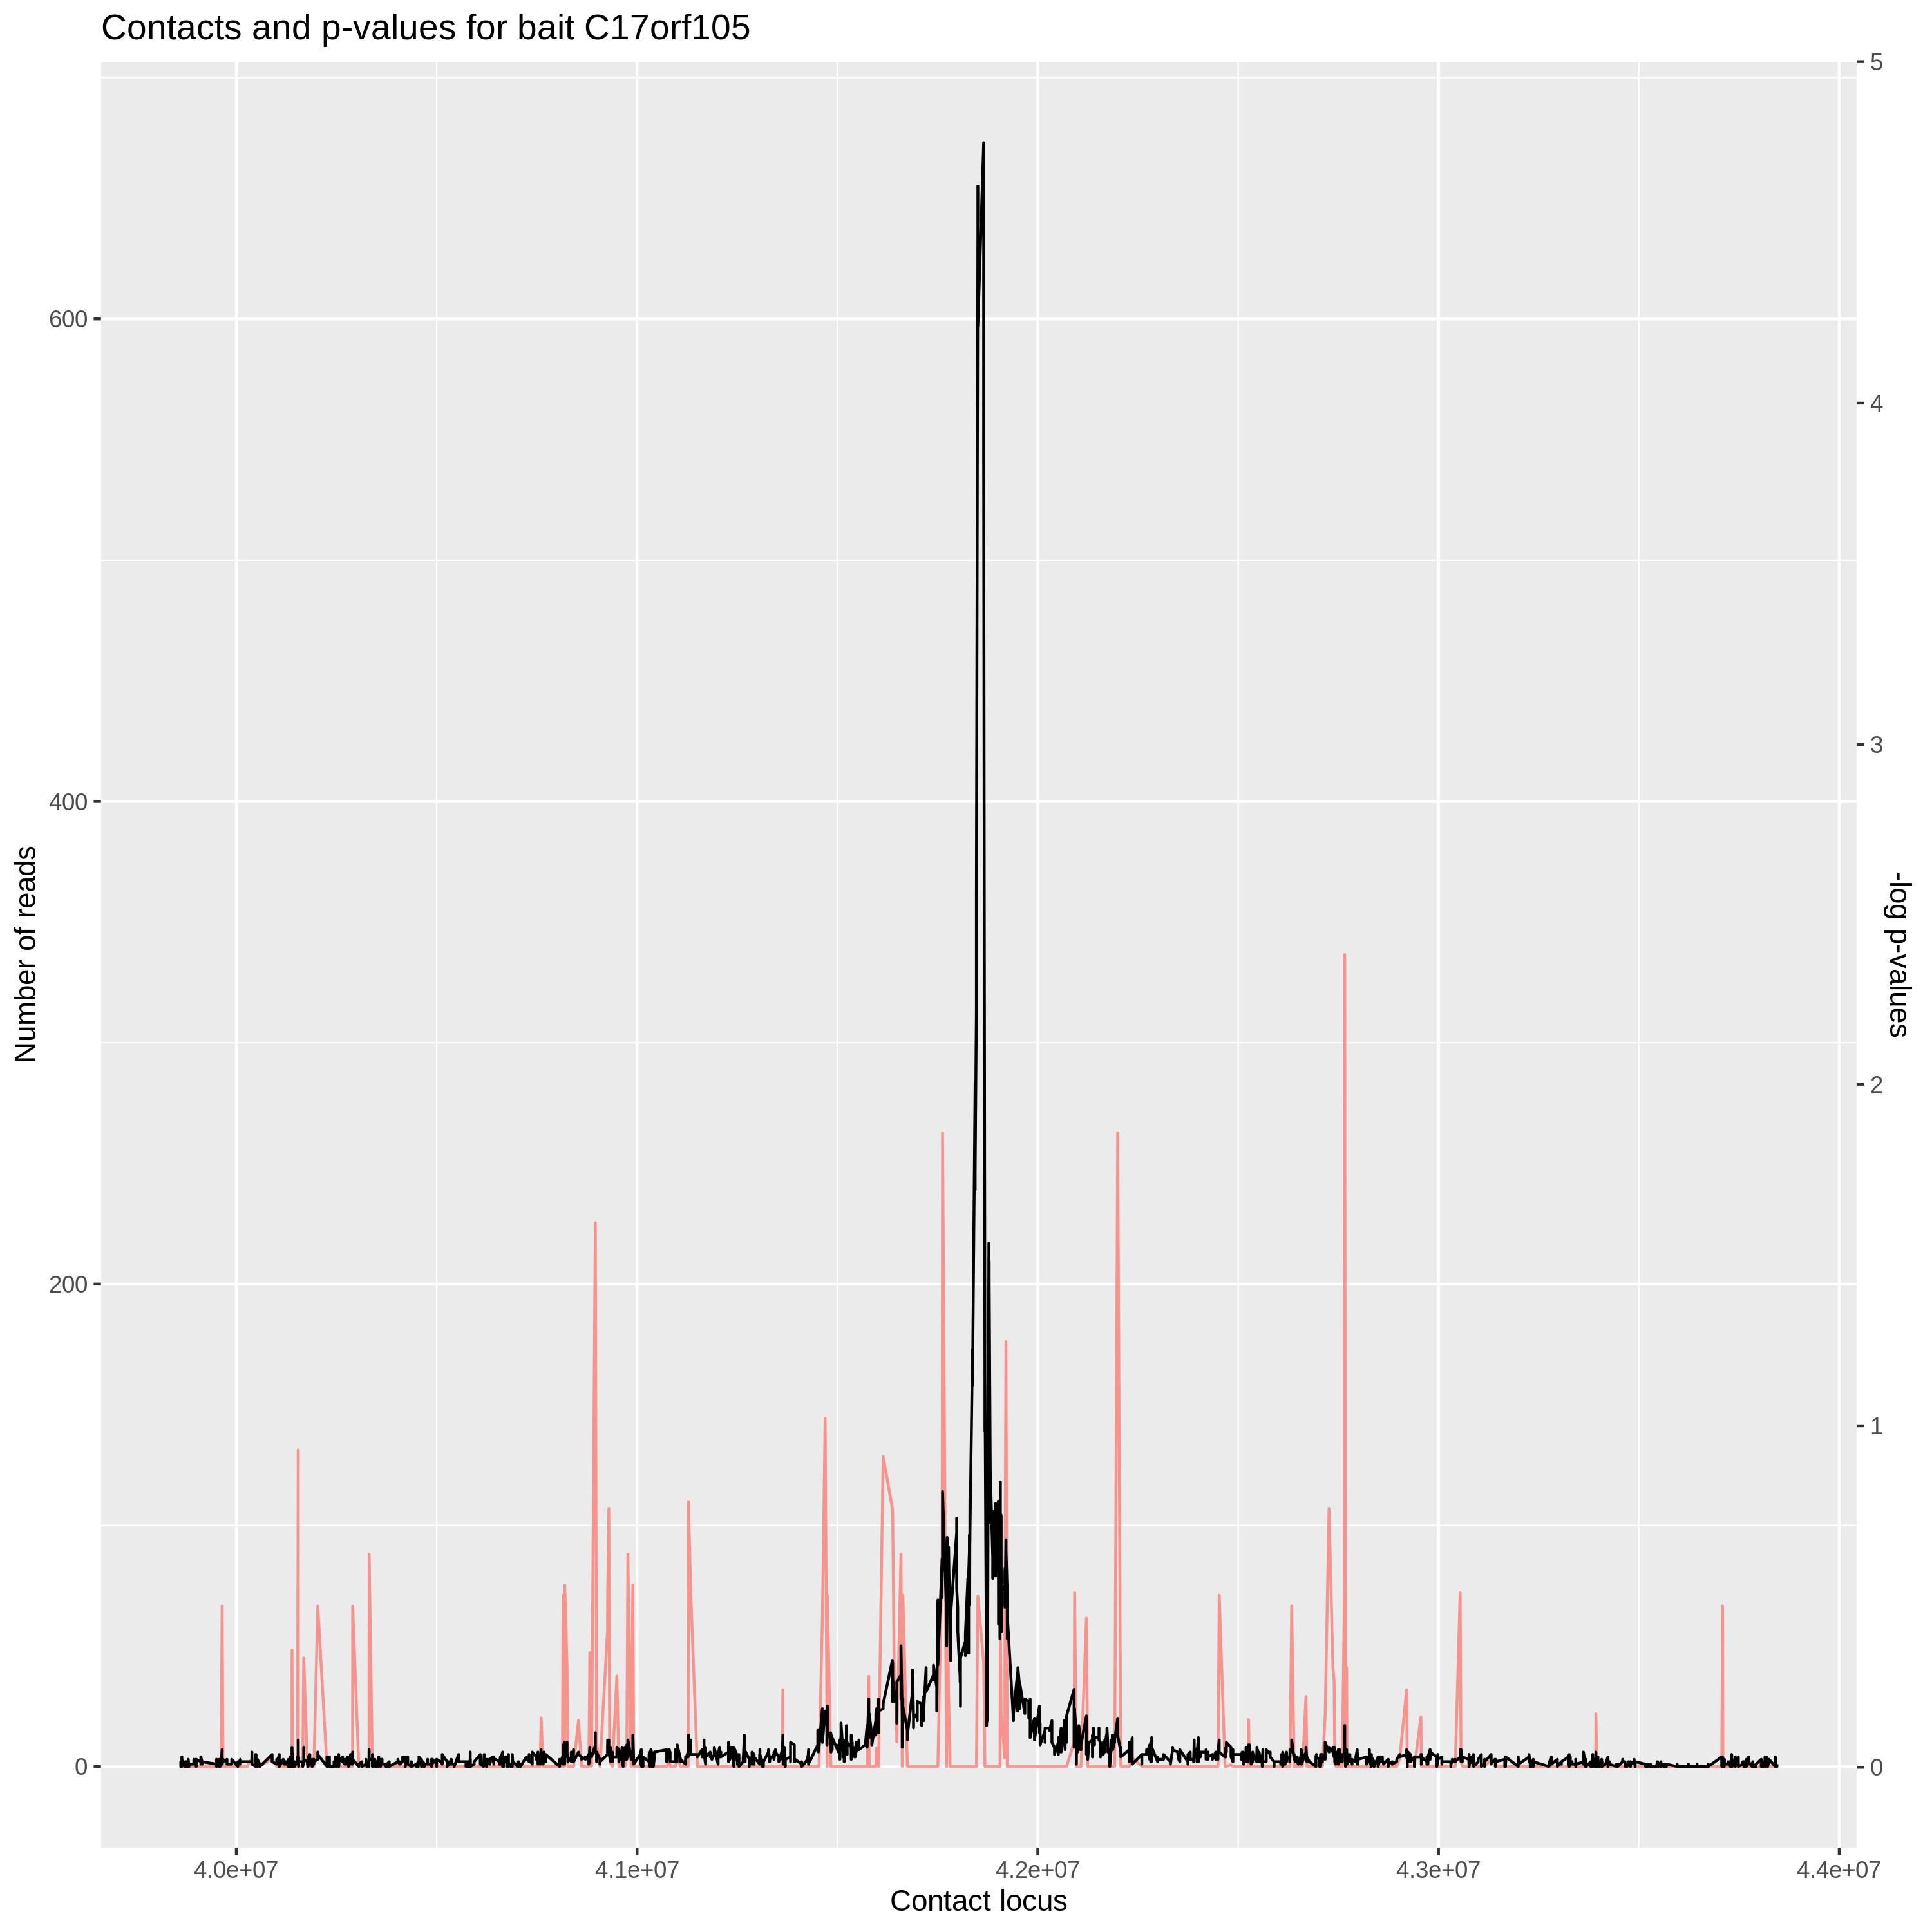 Contacts and p-values for bait C17orf105
5
600
4
3
400
Number of reads
-log p-values
2
200
1
0
0
4.0e+07
4.1e+07
4.2e+07
4.3e+07
4.4e+07
Contact locus